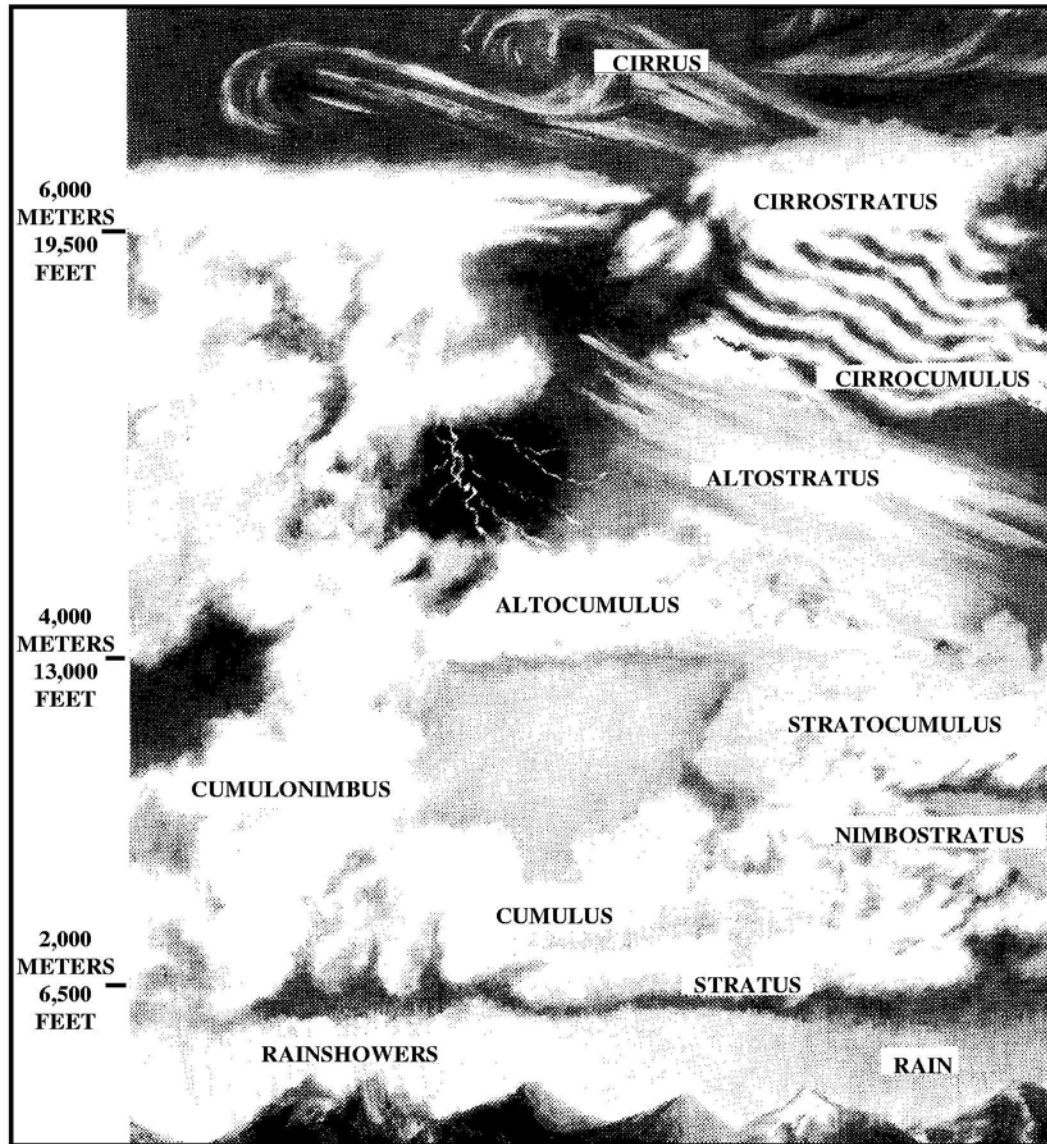 CIRRUS
6,000
METERS
19,500
FEET
CIRROSTRATUS
CIRROCUMULUS
ALTOSTRATUS
ALTOCUMULUS
4,000
METERS
13,000
FEET
STRATOCUMULUS
CUMULONIMBUS
NIMBOSTRATUS
CUMULUS
2,000
METERS
6,500
FEET
STRATUS
RAINSHOWERS
RAIN